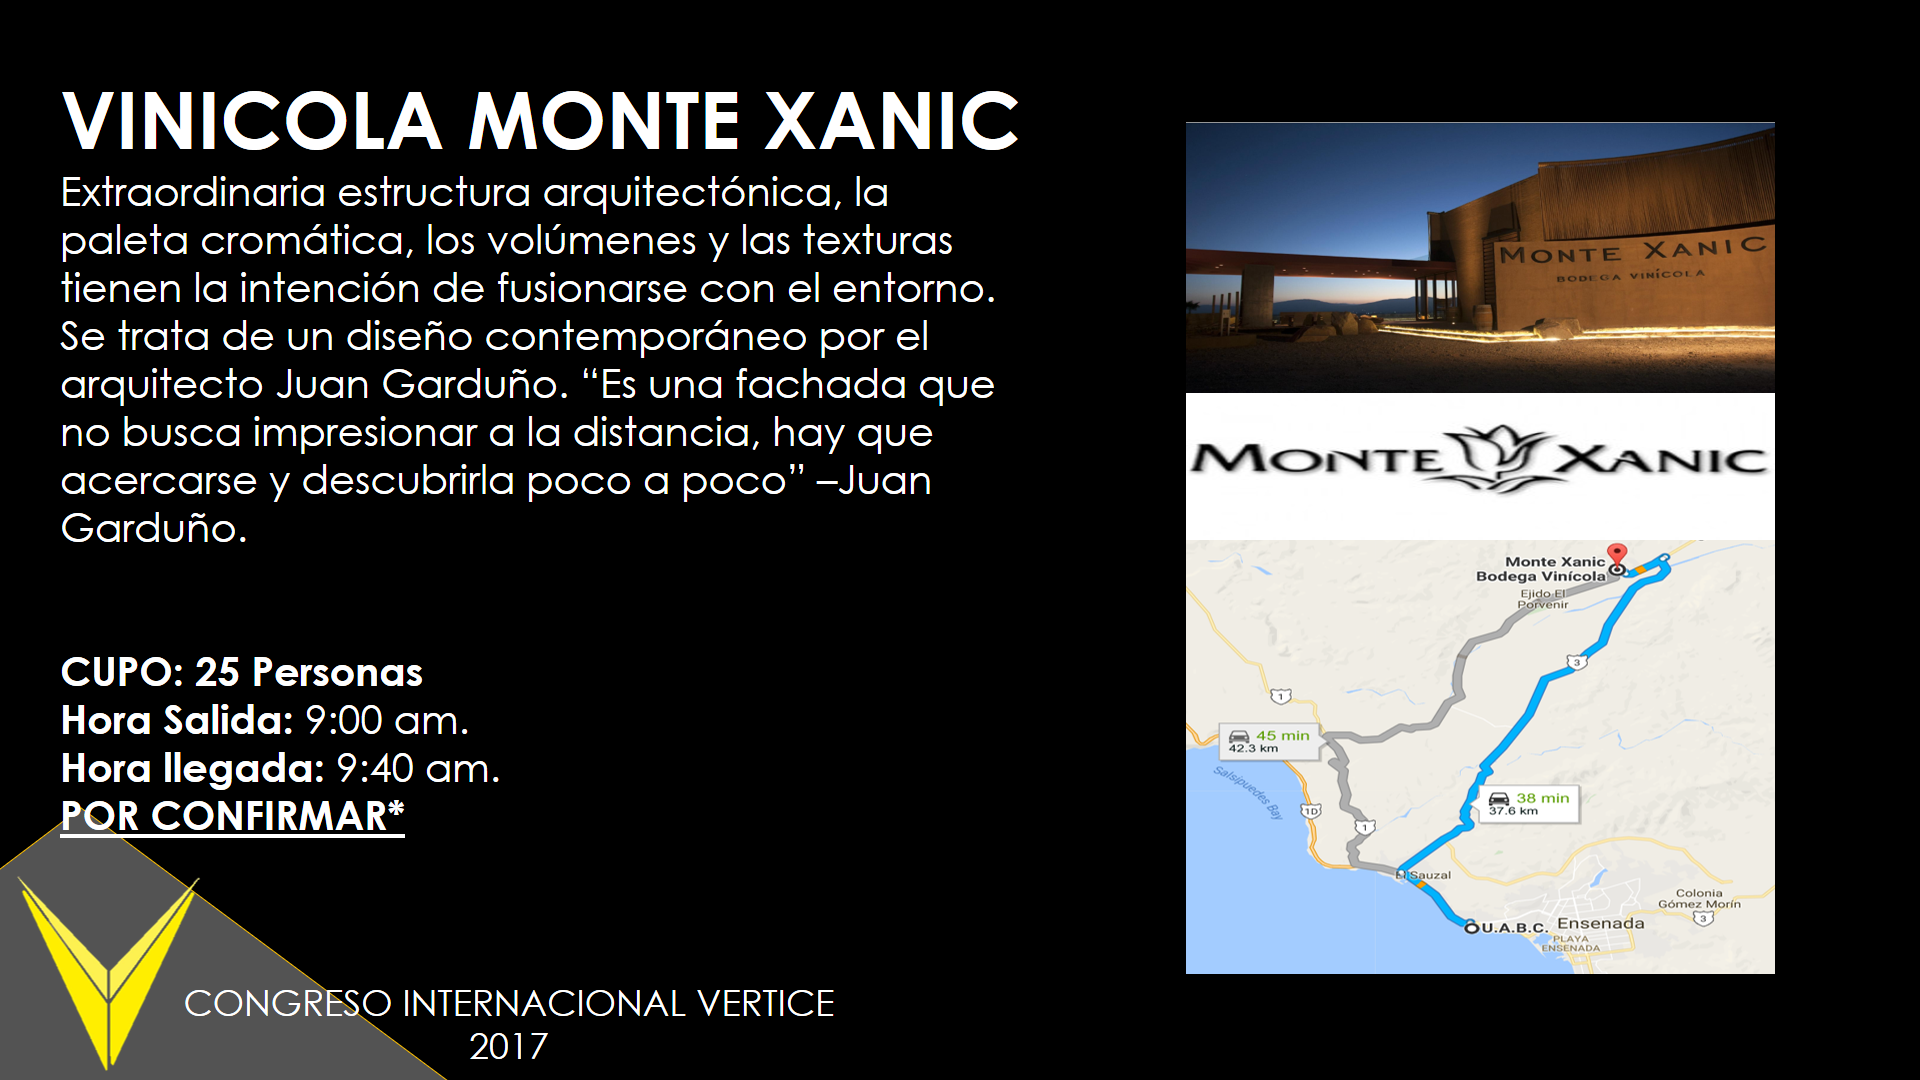 VINICOLA MONTE XANIC
Extraordinaria estructura arquitectónica, la
paleta cromática, los volúmenes y las texturas
tienen la intención de fusionarse con el entorno.
Se trata de un diseño contemporáneo por el
arquitecto Juan Garduño. “Es una fachada que
no busca impresionar a la distancia, hay que
acercarse y descubrirla poco a poco” –Juan
Garduño.
CUPO: 25 Personas
Hora Salida: 9:00 am.
Hora llegada: 9:40 am.
POR CONFIRMAR*
CONGRESO INTERNACIONAL VERTICE
2017
MONTE XANIC
BODEGA VINÍCOLA
MONTE XANIC
Monte Xanic
Bodega Vinícola
Ejido El
Porvenir
3
1
45 min
42.3 km
Salsipuedes Bay
1D
1
38 min
37.6 km
El Sauzal
Colonia
Gómez Morín
3
U.A.B.C.
Ensenada
PLAYA
ENSENADA